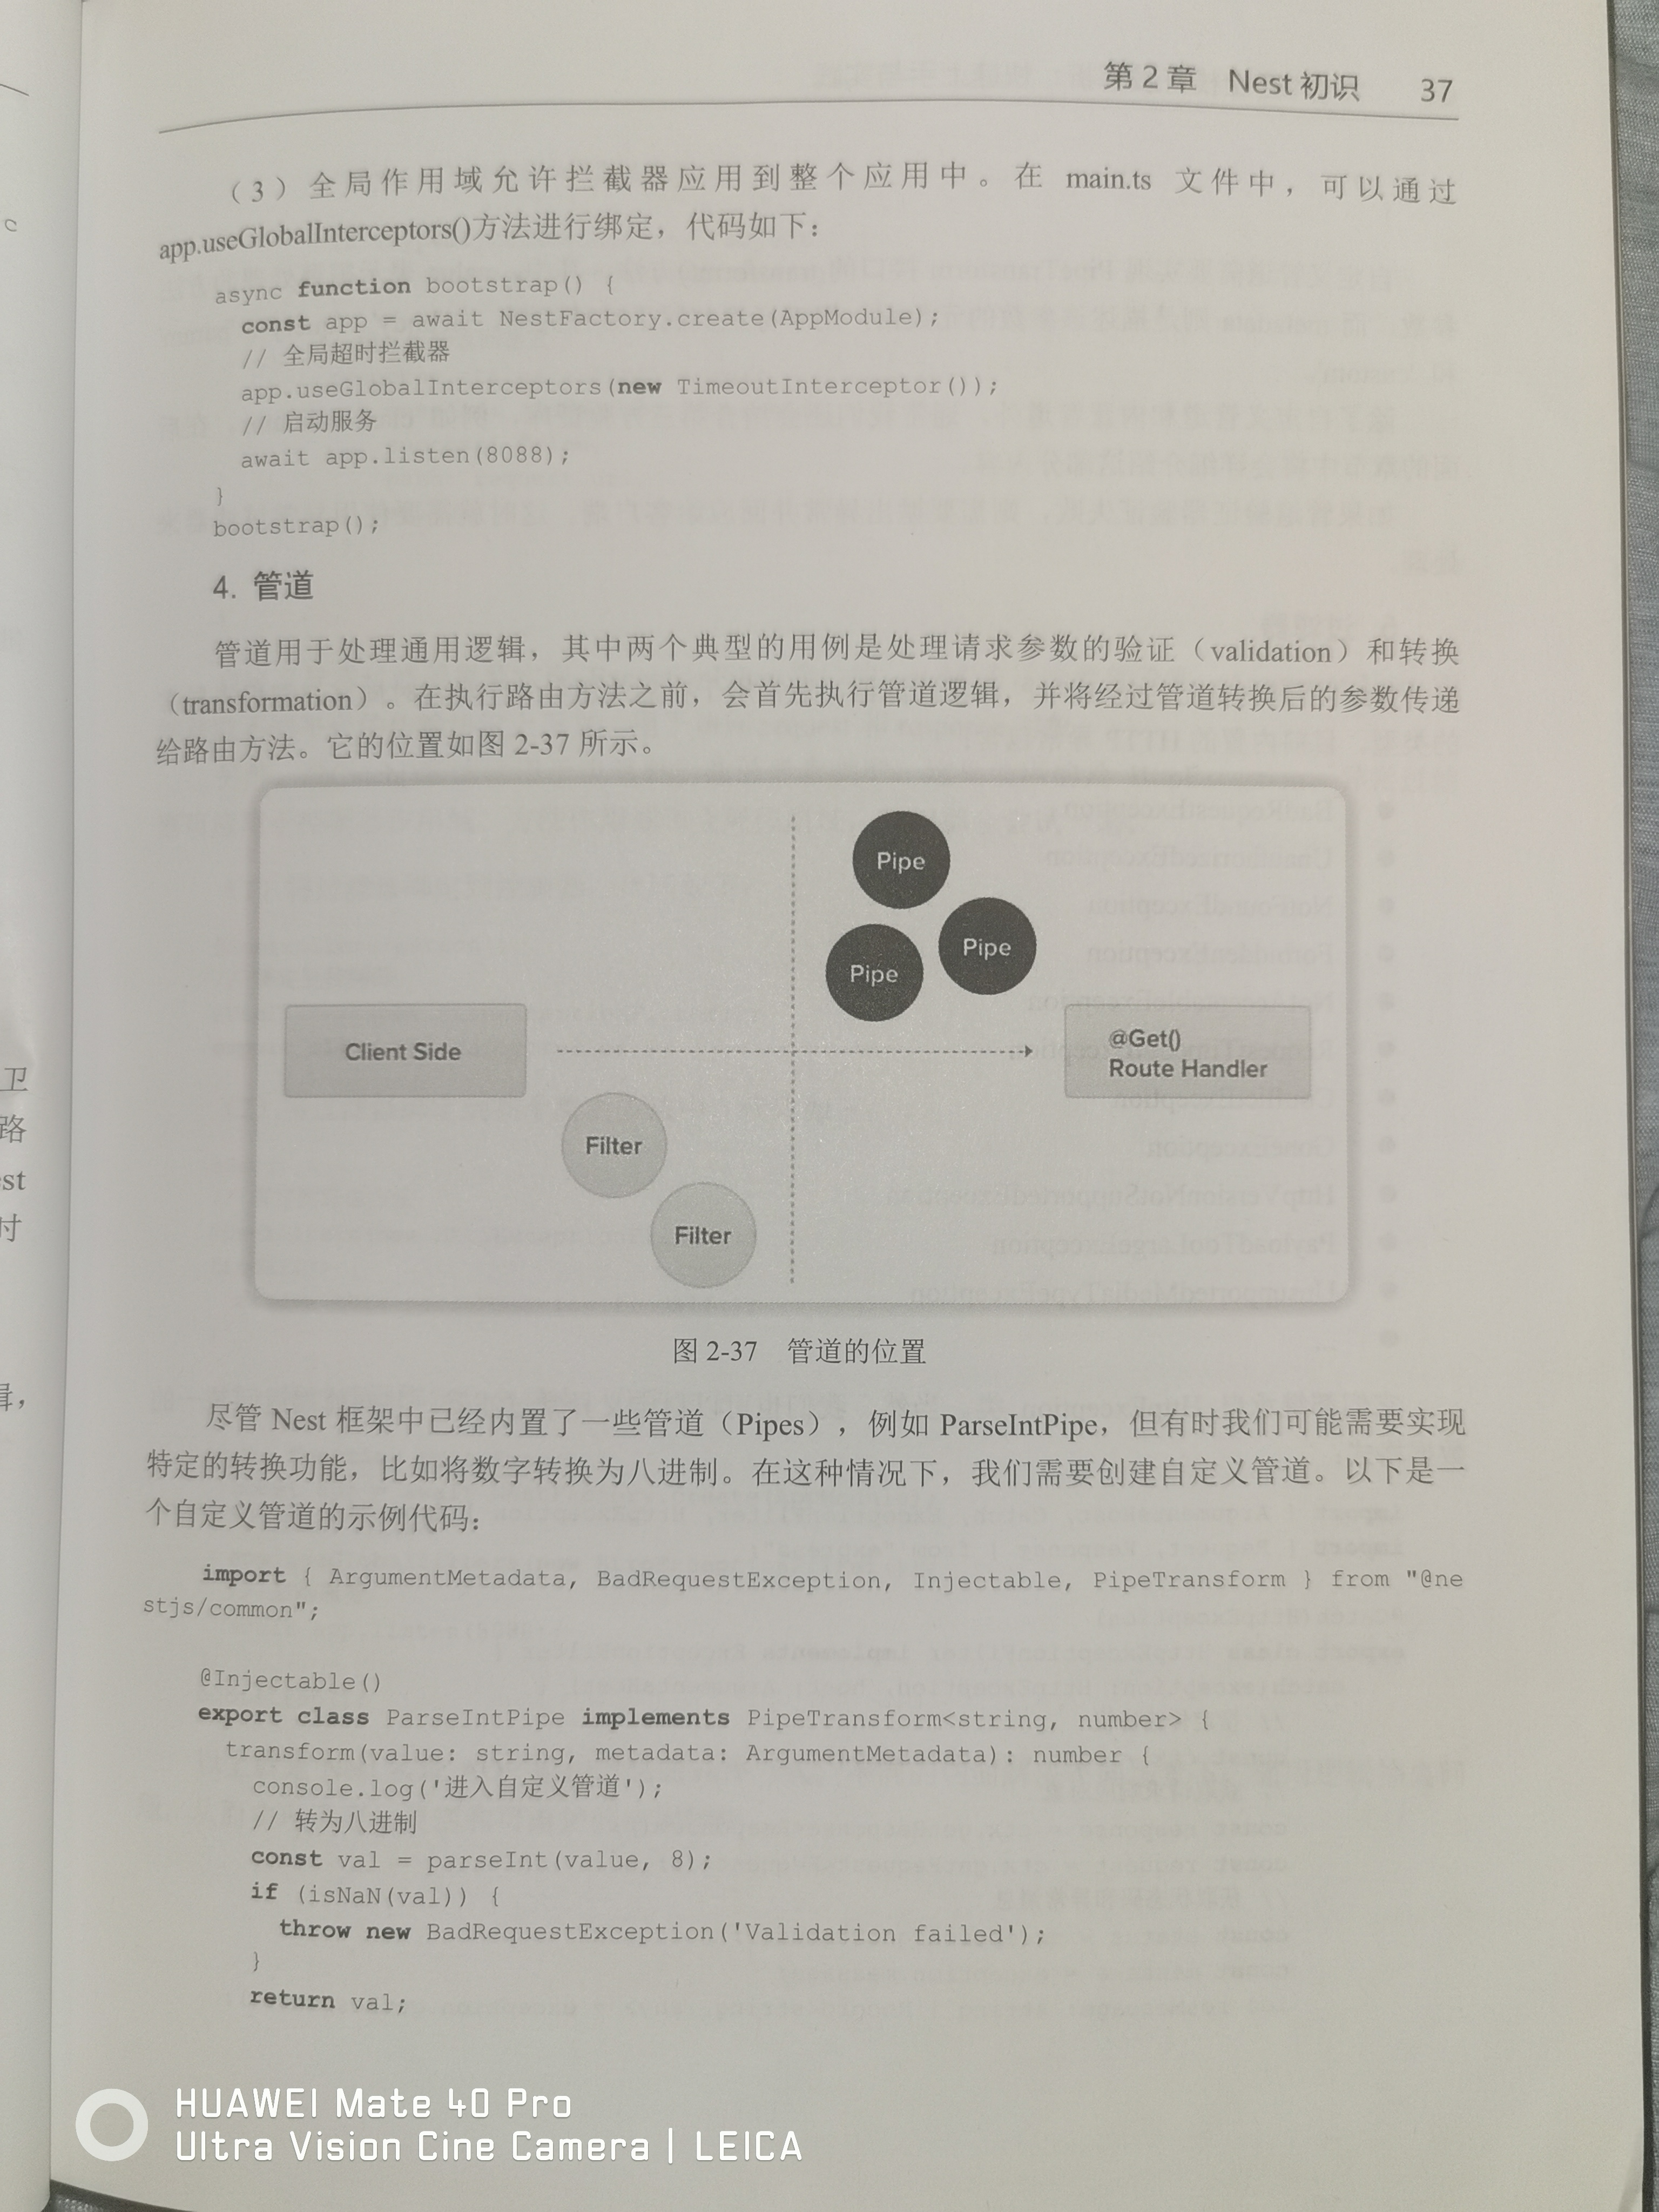 第 2 章 Nest 初识 37
（3）全局作用域允许拦截器应用到整个应用中。在 main.ts 文件中，可以通过
app.useGlobalInterceptors()方法进行绑定，代码如下：
async function bootstrap() {
const app = await NestFactory.create(AppModule);
// 全局超时拦截器
app.useGlobalInterceptors(new TimeoutInterceptor());
// 启动服务
await app.listen(8088);
}
bootstrap();
4. 管道
管道用于处理通用逻辑，其中两个典型的用例是处理请求参数的验证（validation）和转换
（transformation）。在执行路由方法之前，会首先执行管道逻辑，并将经过管道转换后的参数传递
给路由方法。它的位置如图 2-37 所示。
Pipe
Pipe
Pipe
Client Side
@Get()
Route Handler
Filter
Filter
图 2-37 管道的位置
尽管 Nest 框架中已经内置了一些管道（Pipes），例如 ParseIntPipe，但有时我们可能需要实现
特定的转换功能，比如将数字转换为八进制。在这种情况下，我们需要创建自定义管道。以下是一
个自定义管道的示例代码：
import { ArgumentMetadata, BadRequestException, Injectable, PipeTransform } from "@ne
stjs/common";
@Injectable()
export class ParseIntPipe implements PipeTransform<string, number> {
transform(value: string, metadata: ArgumentMetadata): number {
console.log('进入自定义管道');
// 转为八进制
const val = parseInt(value, 8);
if (isNaN(val)) {
throw new BadRequestException('Validation failed');
}
return val;
HUAWEI Mate 40 Pro
Ultra Vision Cine Camera | LEICA